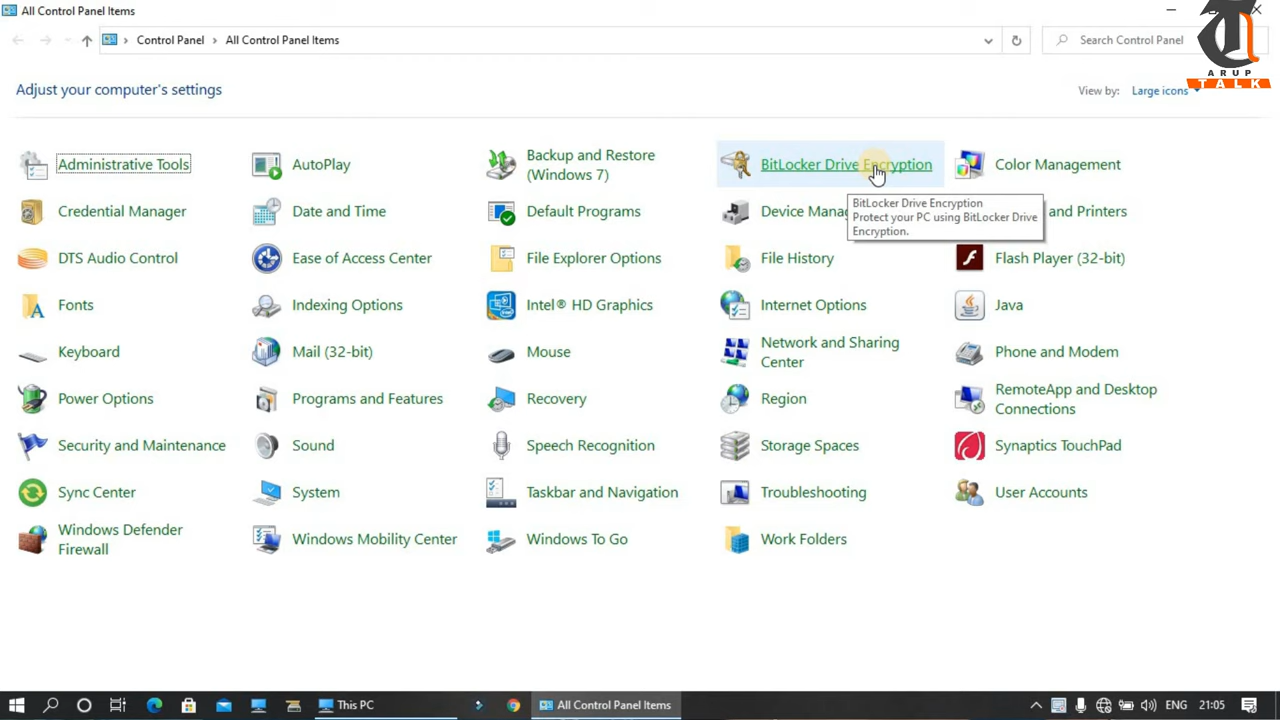 All Control Panel Items
Control Panel
All Control Panel Items
Search Control Panel
ARUP
TALK
Adjust your computer's settings
View by:
Large icons
Administrative Tools
AutoPlay
Backup and Restore
(Windows 7)
BitLocker Drive Encryption
Color Management
Credential Manager
Date and Time
Default Programs
Device Mana
BitLocker Drive Encryption
Protect your PC using BitLocker Drive
Encryption.
and Printers
DTS Audio Control
Ease of Access Center
File Explorer Options
File History
Flash Player (32-bit)
Fonts
Indexing Options
Intel® HD Graphics
Internet Options
Java
Keyboard
Mail (32-bit)
Mouse
Network and Sharing
Center
Phone and Modem
Power Options
Programs and Features
Recovery
Region
RemoteApp and Desktop
Connections
Security and Maintenance
Sound
Speech Recognition
Storage Spaces
Synaptics TouchPad
Sync Center
System
Taskbar and Navigation
Troubleshooting
User Accounts
Windows Defender
Firewall
Windows Mobility Center
Windows To Go
Work Folders
This PC
All Control Panel Items
ENG
21:05